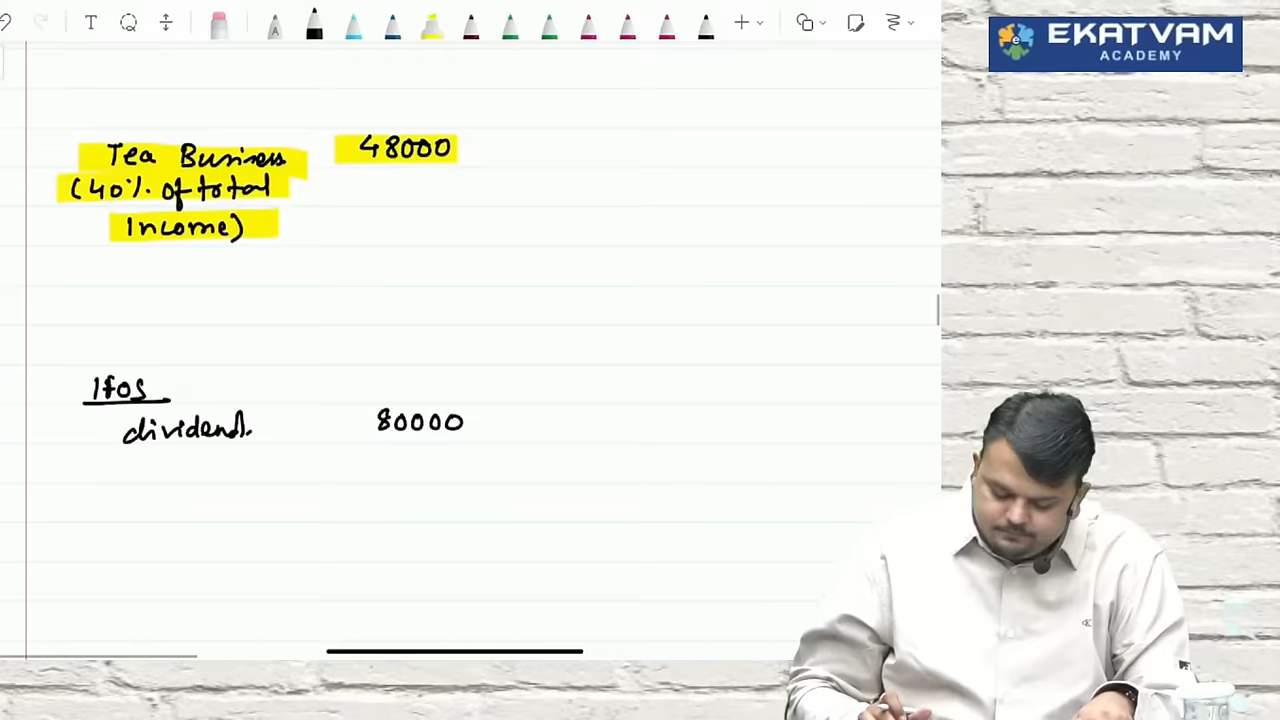 EKATVAM
ACADEMY
Tea Business 48000
(40%. of total
Income)
Ifos
dividend. 80000